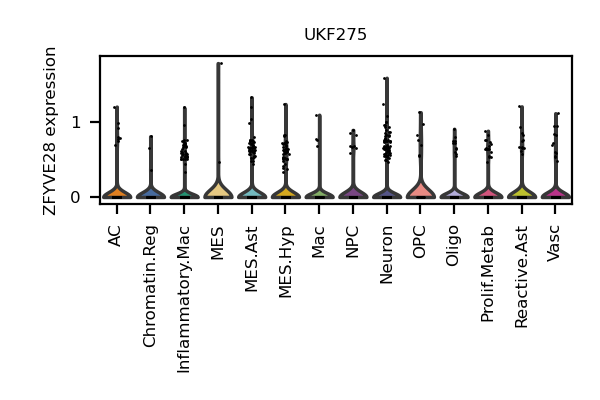 UKF275
ZFYVE28 expression
1
0
AC
Chromatin.Reg
Inflammatory.Mac
MES
MES.Ast
MES.Hyp
Mac
NPC
Neuron
OPC
Oligo
Prolif.Metab
Reactive.Ast
Vasc